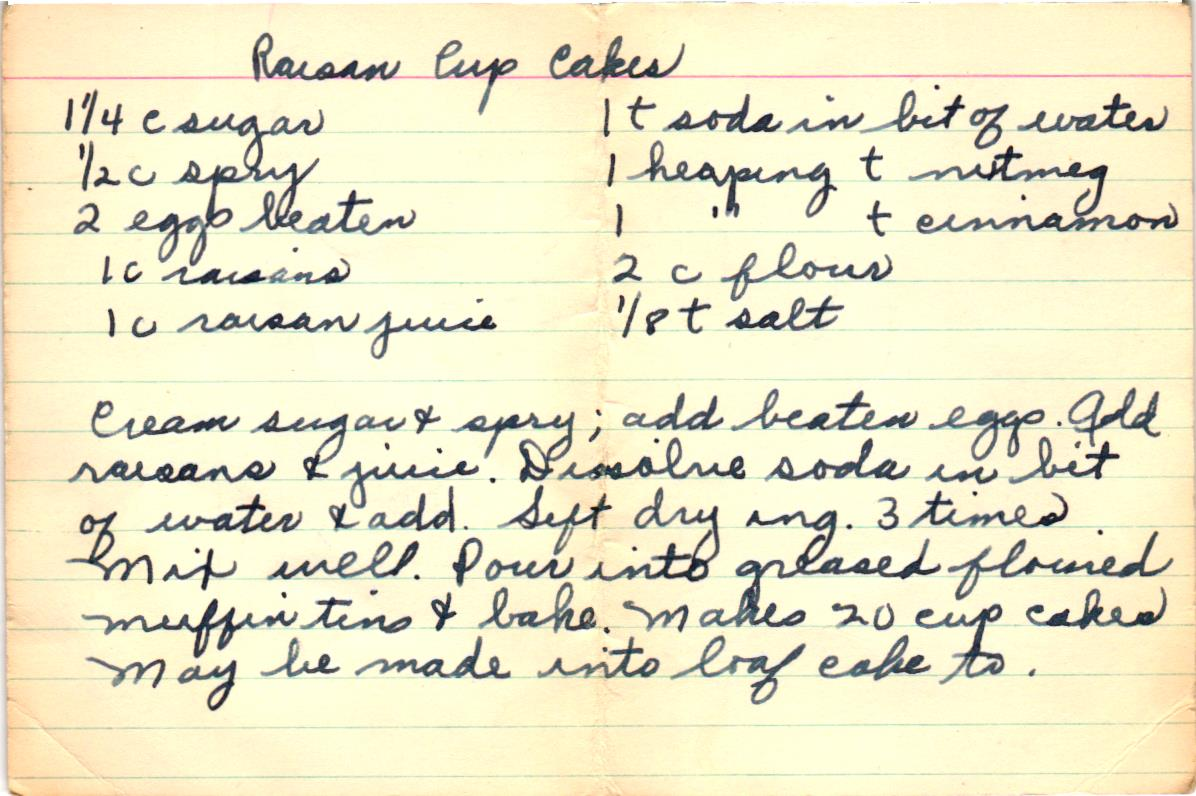 Raisan Cup Cakes
1 1/4 c sugar
1/2 c spry
2 eggs beaten
1 c raisans
1 c raisan juice
1 t soda in bit of water
1 heaping t nutmeg
1 " t cinnamon
2 c flour
1/8 t salt
Cream sugar & spry; add beaten eggs. Add
raisans & juice. Dissolve soda in bit
of water & add. Sift dry ing. 3 times
Mix well. Pour into greased floured
muffin tins & bake. Makes 20 cup cakes
May be made into loaf cake to.